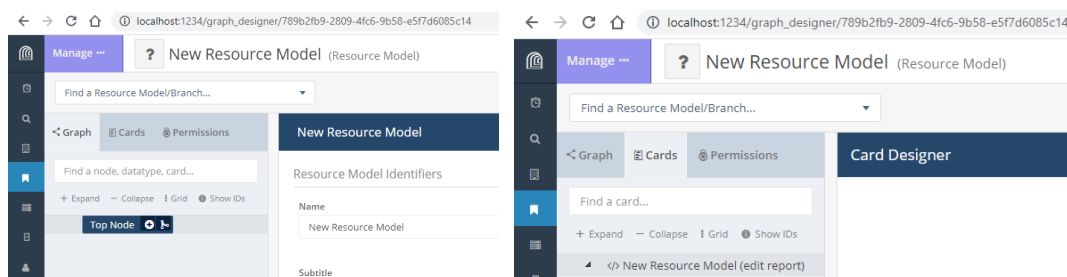 localhost:1234/graph_designer/789b2fb9-2809-4fc6-9b58-e5f7d6085c14
Manage ··· ? New Resource Model (Resource Model)
Find a Resource Model/Branch...
Graph Cards Permissions
New Resource Model
Find a node, datatype, card...
Resource Model Identifiers
+ Expand − Collapse Grid Show IDs
Name
Top Node
New Resource Model
Subtitle
localhost:1234/graph_designer/789b2fb9-2809-4fc6-9b58-e5f7d6085c14
Manage ··· ? New Resource Model (Resource Model)
Find a Resource Model/Branch...
Graph Cards Permissions
Card Designer
Find a card...
+ Expand − Collapse Grid Show IDs
</> New Resource Model (edit report)